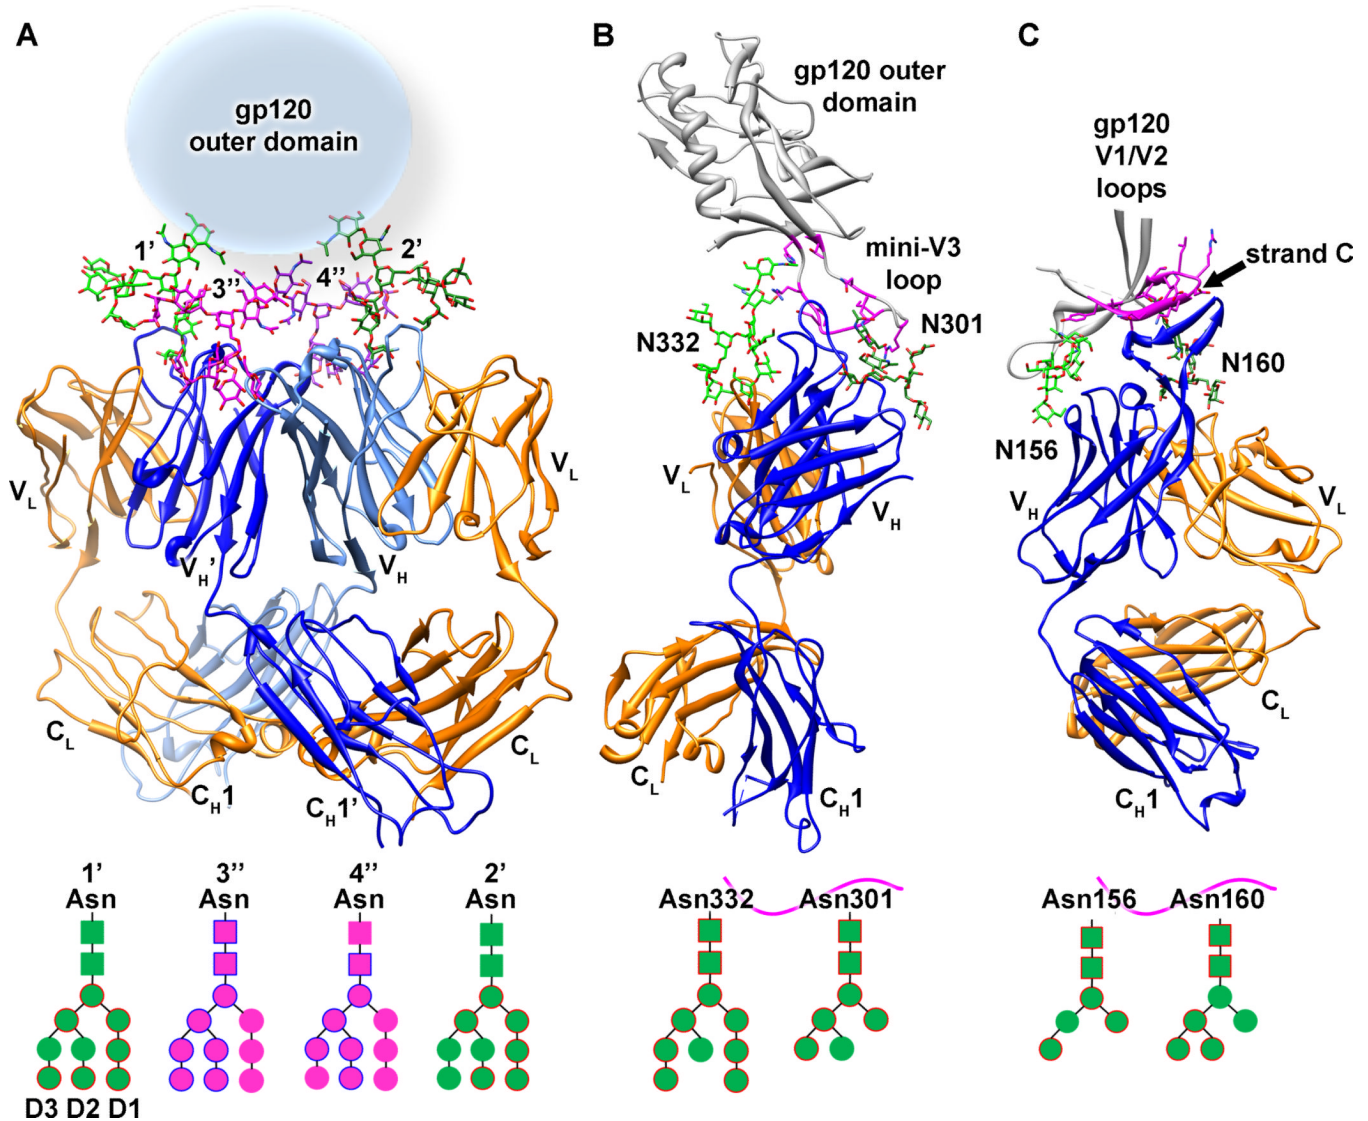 A
gp120
outer domain
1’
2’
3’’
4’’
VL
VL
VH’
VH
CL
CL
CH1
CH1’
1’
3’’
4’’
2’
Asn
Asn
Asn
Asn
D3 D2 D1
B
gp120 outer
domain
mini-V3
loop
N332
N301
VL
VH
CL
CH1
Asn332
Asn301
C
gp120
V1/V2
loops
strand C
N160
N156
VH
VL
CL
CH1
Asn156
Asn160